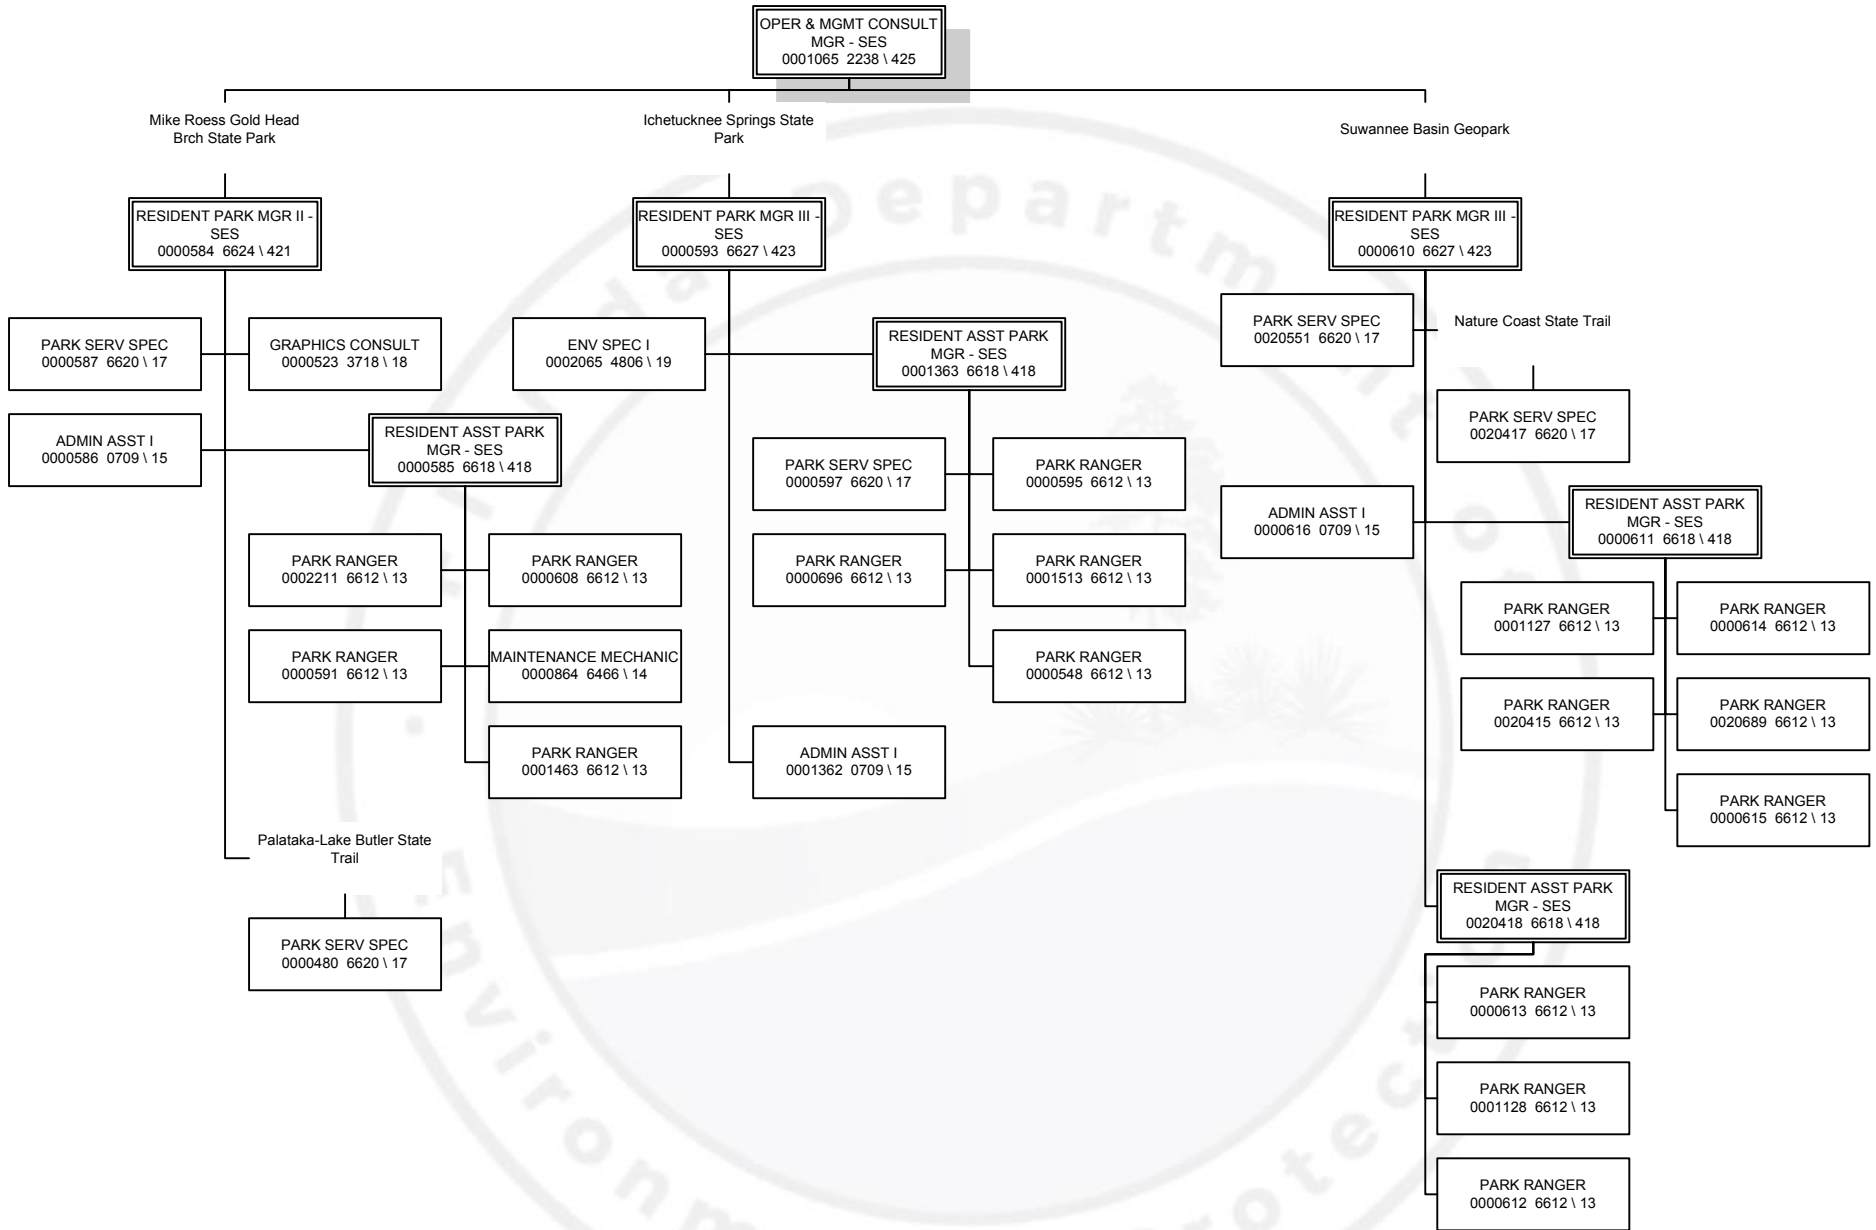 OPER & MGMT CONSULT
MGR - SES
0001065 2238 \ 425
Mike Roess Gold Head
Brch State Park
Ichetucknee Springs State
Park
Suwannee Basin Geopark
RESIDENT PARK MGR II -
SES
0000584 6624 \ 421
RESIDENT PARK MGR III -
SES
0000593 6627 \ 423
RESIDENT PARK MGR III -
SES
0000610 6627 \ 423
PARK SERV SPEC
0000587 6620 \ 17
GRAPHICS CONSULT
0000523 3718 \ 18
ENV SPEC I
0002065 4806 \ 19
RESIDENT ASST PARK
MGR - SES
0001363 6618 \ 418
PARK SERV SPEC
0020551 6620 \ 17
Nature Coast State Trail
PARK SERV SPEC
0020417 6620 \ 17
ADMIN ASST I
0000586 0709 \ 15
RESIDENT ASST PARK
MGR - SES
0000585 6618 \ 418
PARK SERV SPEC
0000597 6620 \ 17
PARK RANGER
0000595 6612 \ 13
ADMIN ASST I
0000616 0709 \ 15
RESIDENT ASST PARK
MGR - SES
0000611 6618 \ 418
PARK RANGER
0002211 6612 \ 13
PARK RANGER
0000608 6612 \ 13
PARK RANGER
0000696 6612 \ 13
PARK RANGER
0001513 6612 \ 13
PARK RANGER
0001127 6612 \ 13
PARK RANGER
0000614 6612 \ 13
PARK RANGER
0000591 6612 \ 13
MAINTENANCE MECHANIC
0000864 6466 \ 14
PARK RANGER
0000548 6612 \ 13
PARK RANGER
0020415 6612 \ 13
PARK RANGER
0020689 6612 \ 13
PARK RANGER
0001463 6612 \ 13
ADMIN ASST I
0001362 0709 \ 15
PARK RANGER
0000615 6612 \ 13
Palataka-Lake Butler State
Trail
RESIDENT ASST PARK
MGR - SES
0020418 6618 \ 418
PARK SERV SPEC
0000480 6620 \ 17
PARK RANGER
0000613 6612 \ 13
PARK RANGER
0001128 6612 \ 13
PARK RANGER
0000612 6612 \ 13